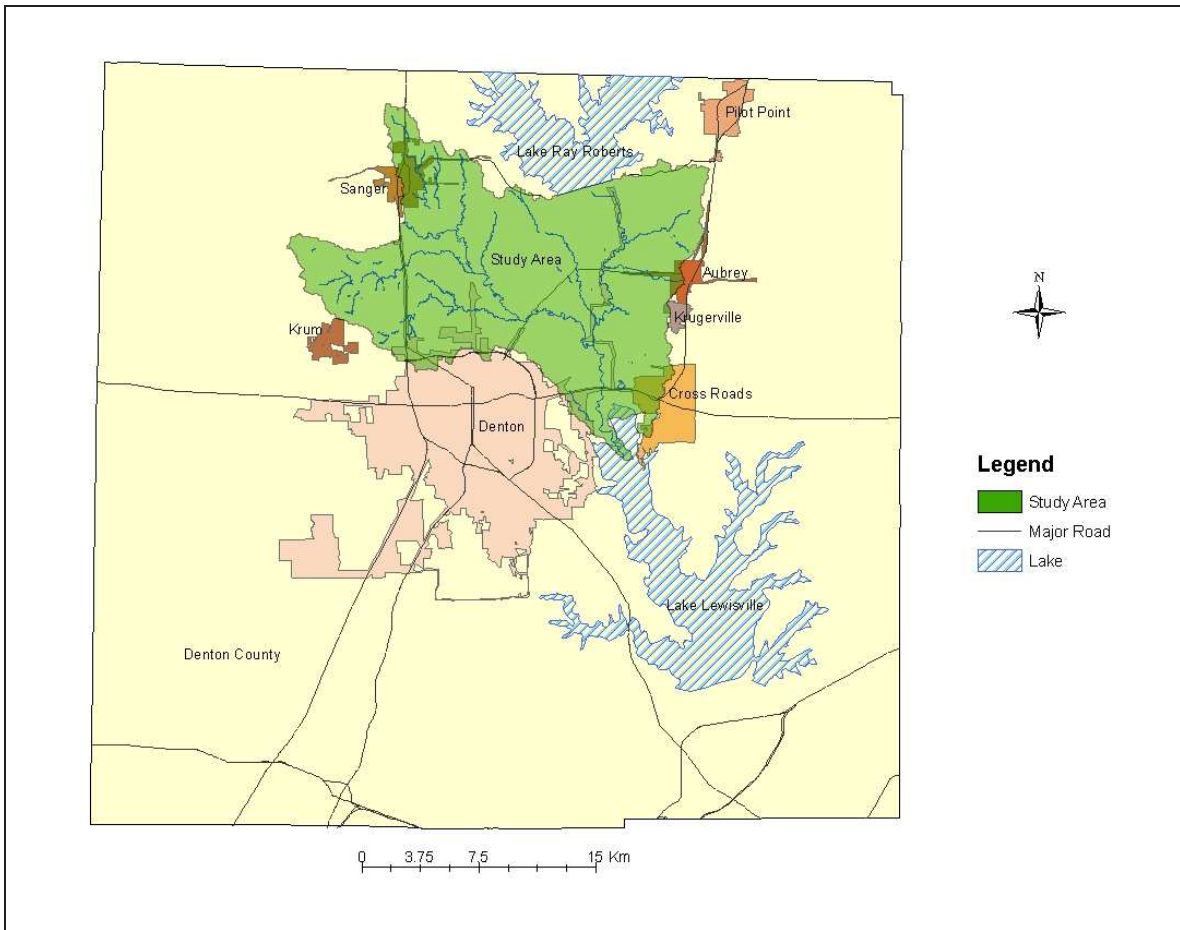 Pilot Point
Lake Ray Roberts
Sanger
Study Area
Aubrey
N
Krugerville
Krum
Cross Roads
Denton
Legend
Study Area
Major Road
Lake
Lake Lewisville
Denton County
0 3.75 7.5 15 Km